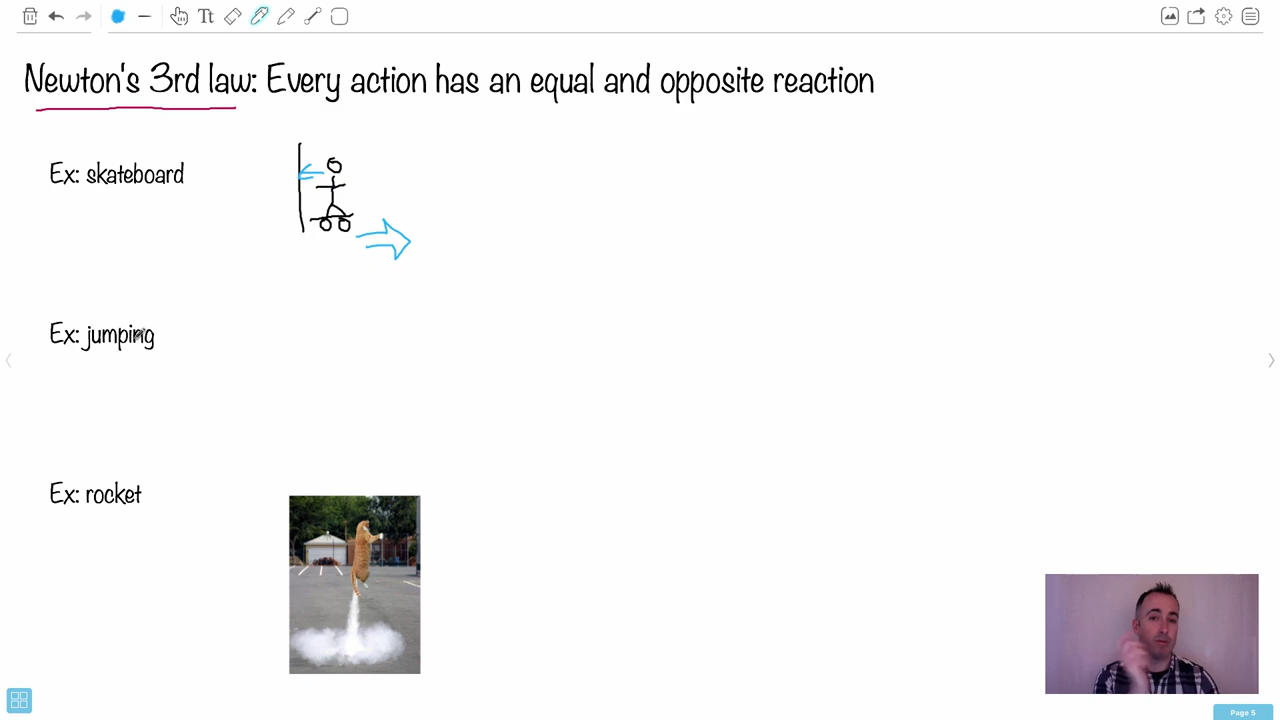 Tt
Newton's 3rd law: Every action has an equal and opposite reaction
Ex: skateboard
Ex: jumping
Ex: rocket
Page 5